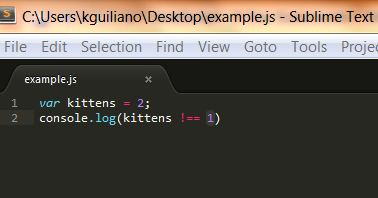 C:\Users\kguiliano\Desktop\example.js - Sublime Text
File Edit Selection Find View Goto Tools Projec
example.js ×
1 var kittens = 2;
2 console.log(kittens !== 1)